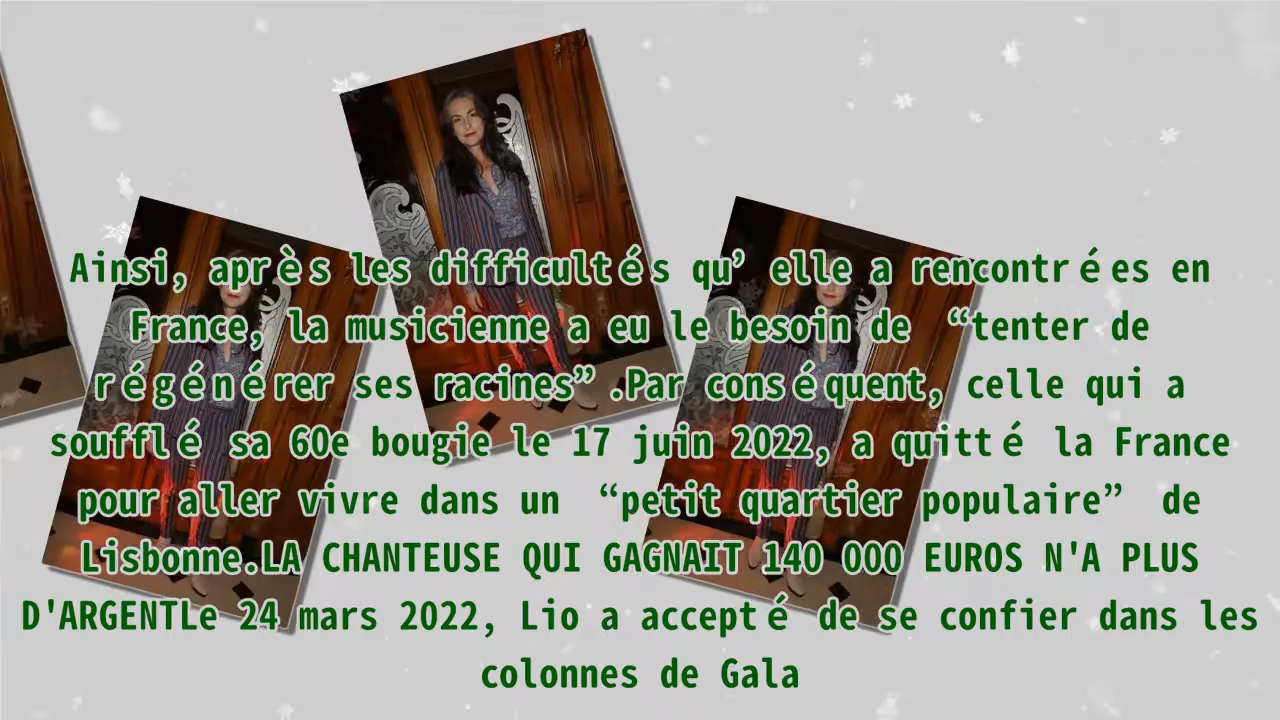 Ainsi, après les difficultés qu’ elle a rencontrées en
France, la musicienne a eu le besoin de “tenter de
régénérer ses racines” .Par conséquent, celle qui a
soufflé sa 60e bougie le 17 juin 2022, a quitté la France
pour aller vivre dans un “petit quartier populaire” de
Lisbonne.LA CHANTEUSE QUI GAGNAIT 140 000 EUROS N'A PLUS
D'ARGENTLe 24 mars 2022, Lio a accepté de se confier dans les
colonnes de Gala